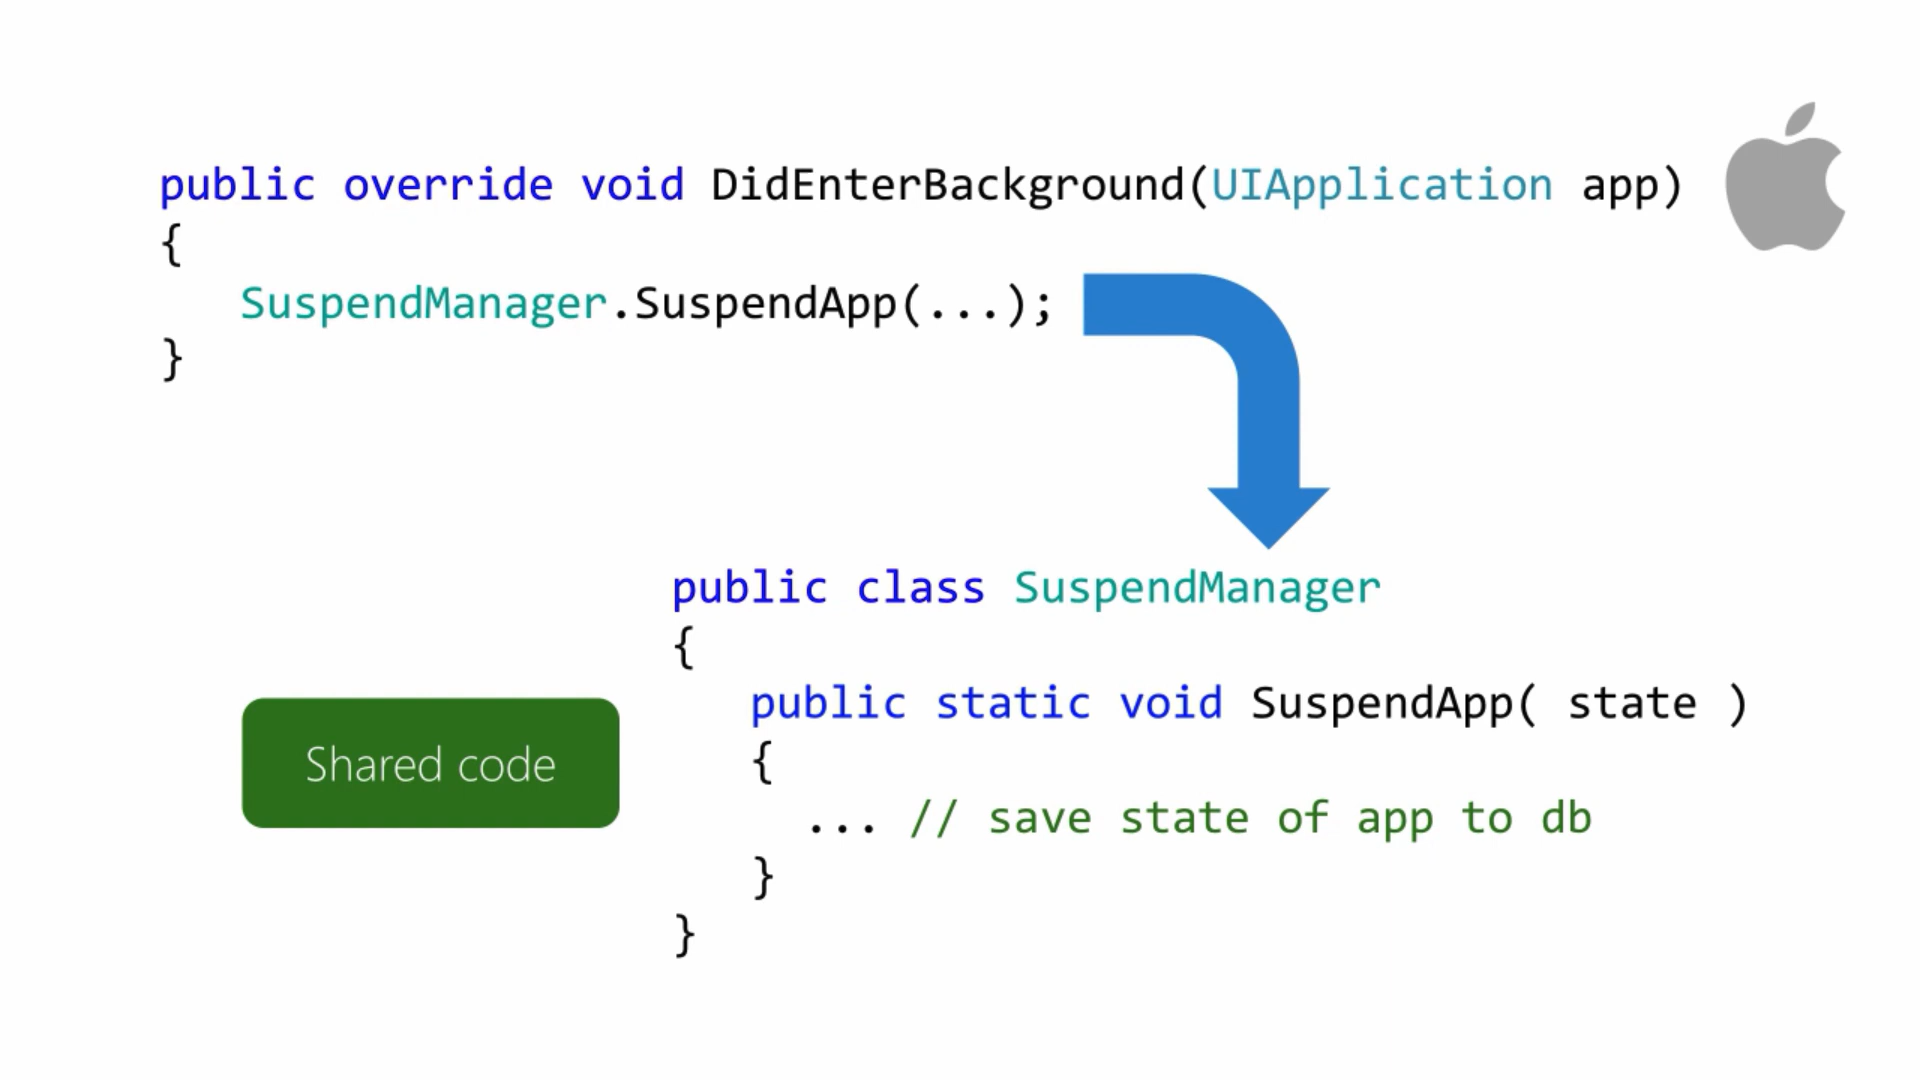 public override void DidEnterBackground(UIApplication app)
{
SuspendManager.SuspendApp(...);
}
public class SuspendManager
{
public static void SuspendApp( state )
{
... // save state of app to db
}
}
Shared code